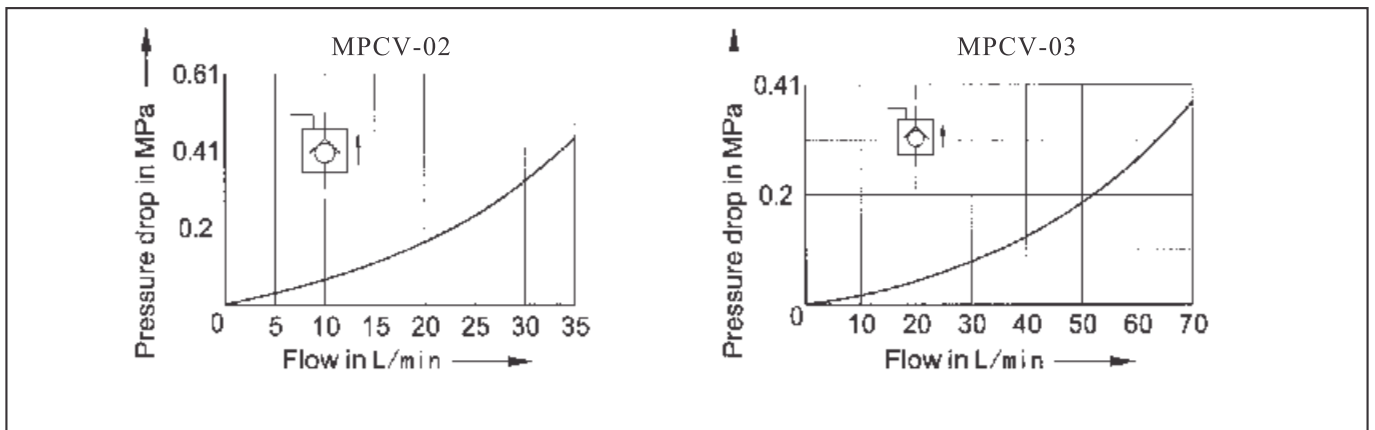 MPCV-02
Pressure drop in MPa
0.61
0.41
0.2
0 5 10 15 20 25 30 35
Flow in L/min
MPCV-03
Pressure drop in MPa
0.41
0.2
0 10 20 30 40 50 60 70
Flow in L/min